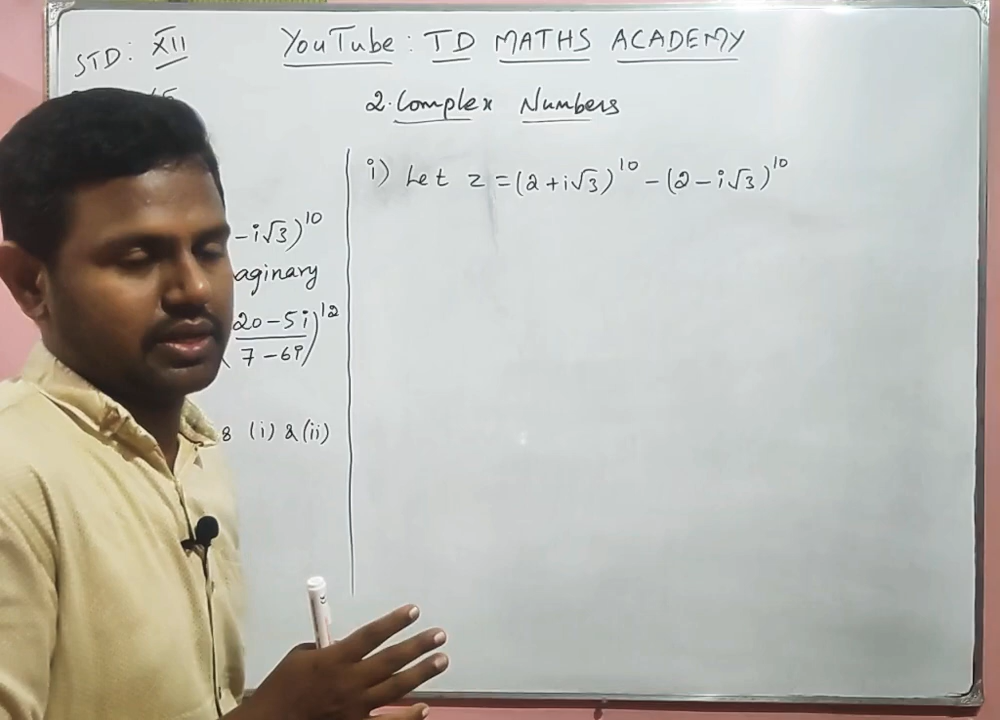 STD: XII
YouTube: TD MATHS ACADEMY
2. Complex Numbers
- i√3)¹⁰
aginary
20-5i)¹²
7-6i
8 (i) & (ii)
i) Let z = (2+i√3)¹⁰ - (2-i√3)¹⁰